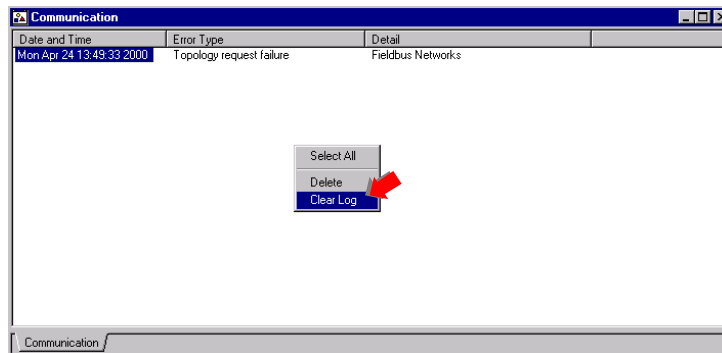 Communication
Date and Time Error Type Detail
Mon Apr 24 13:49:33 2000 Topology request failure Fieldbus Networks
Select All
Delete
Clear Log
Communication